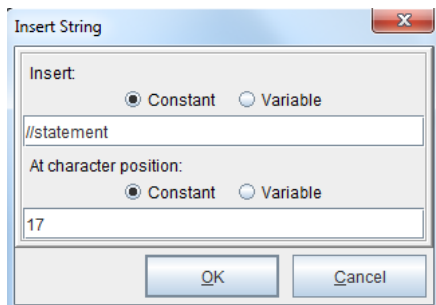 Insert String
Insert:
Constant Variable
//statement
At character position:
Constant Variable
17
OK Cancel